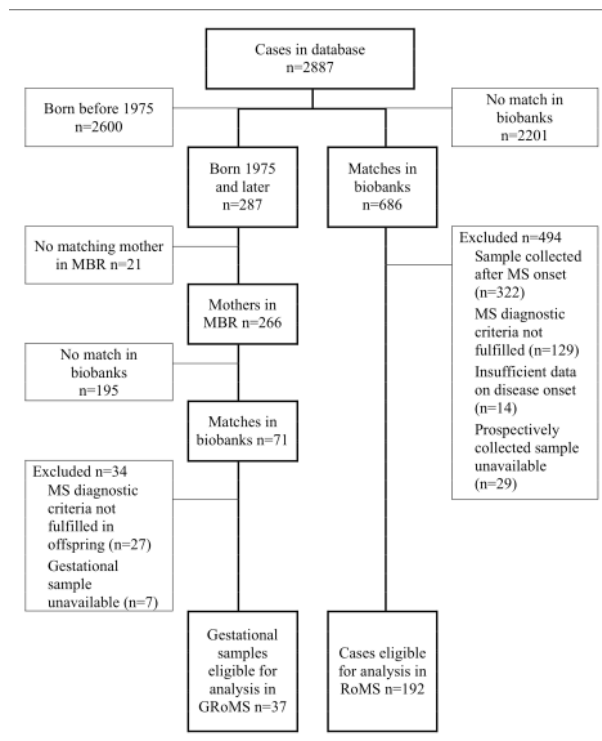 Cases in database
n=2887
Born before 1975
n=2600
No match in
biobanks
n=2201
Born 1975
and later
n=287
Matches in
biobanks
n=686
No matching mother
in MBR n=21
Excluded n=494
Sample collected
after MS onset
(n=322)
MS diagnostic
criteria not
fulfilled (n=129)
Insufficient data
on disease onset
(n=14)
Prospectively
collected sample
unavailable
(n=29)
Mothers in
MBR n=266
No match in
biobanks
n=195
Matches in
biobanks n=71
Excluded n=34
MS diagnostic
criteria not
fulfilled in
offspring (n=27)
Gestational
sample
unavailable (n=7)
Gestational
samples
eligible for
analysis in
GRoMS n=37
Cases eligible
for analysis in
RoMS n=192